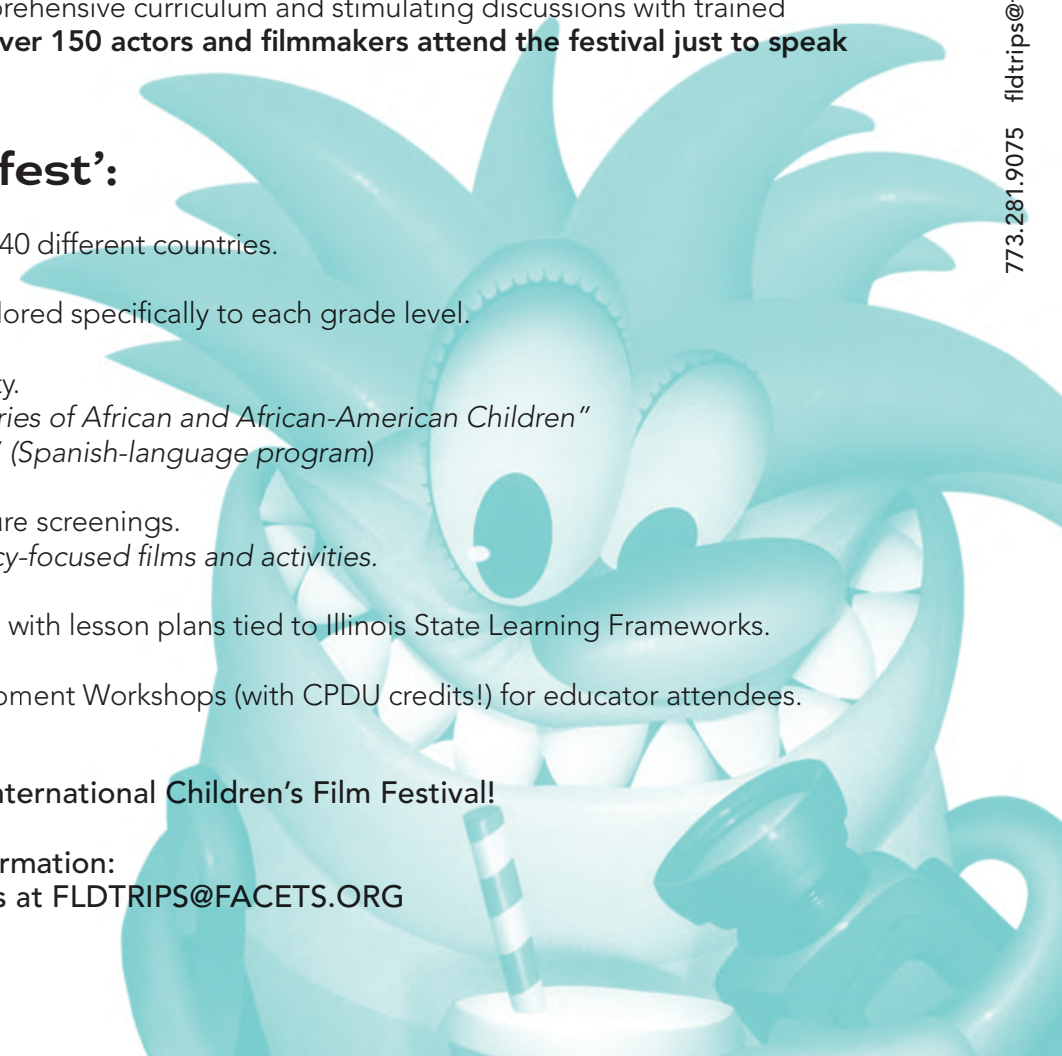 prehensive curriculum and stimulating discussions with trained
ver 150 actors and filmmakers attend the festival just to speak
fest’:
40 different countries.
lored specifically to each grade level.
ty.
ries of African and African-American Children”
” (Spanish-language program)
ure screenings.
cy-focused films and activities.
with lesson plans tied to Illinois State Learning Frameworks.
pment Workshops (with CPDU credits!) for educator attendees.
nternational Children’s Film Festival!
rmation:
s at FLDTRIPS@FACETS.ORG
773.281.9075 fldtrips@